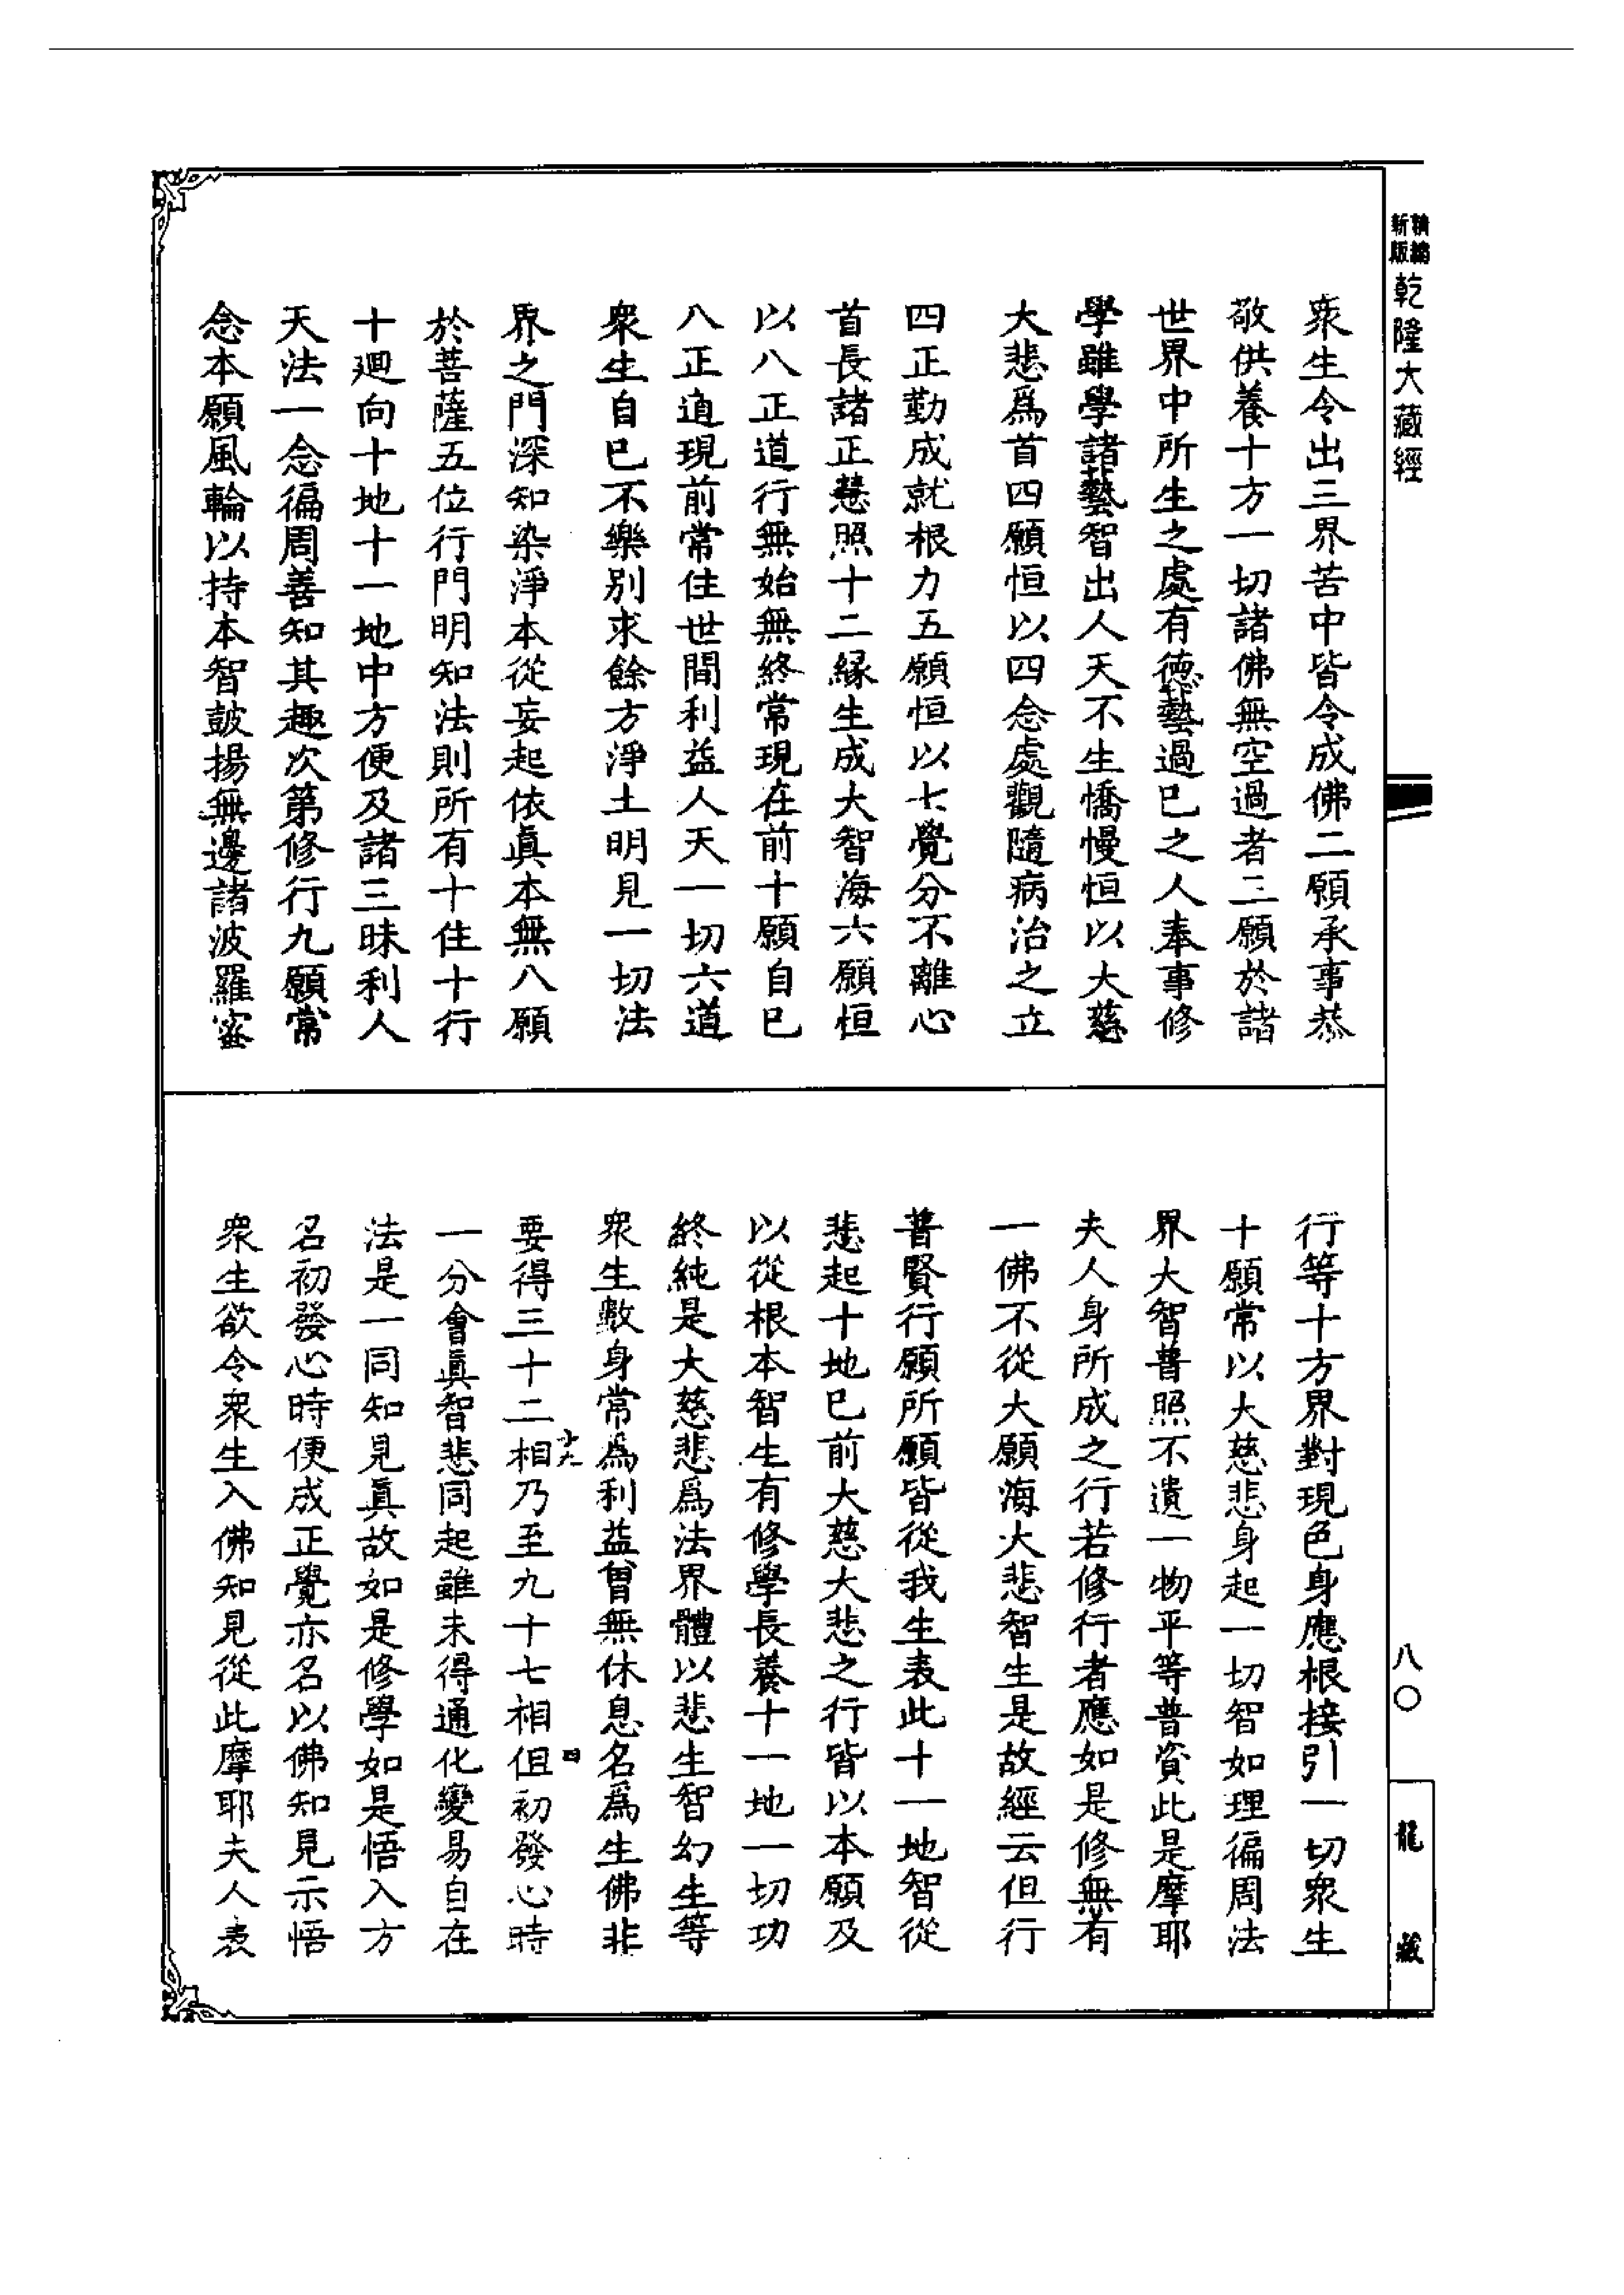 精編新版 乾隆大藏經
眾生令出三界苦中皆令成佛二願承事恭
敬供養十方一切諸佛無空過者三願於諸
世界中所生之處有德藝過已之人奉事修
學雖學諸藝智出人天不生憍慢恒以大慈
大悲爲首四願恒以四念處觀隨病治之立
四正勤成就根力五願恒以七覺分不離心
首長諸正慧照十二緣生成大智海六願恒
以八正道行無始無終常現在前十願自已
八正道現前常住世間利益人天一切六道
眾生自已不樂別求餘方淨土明見一切法
界之門深知染淨本從妄起依眞本無八願
於菩薩五位行門明知法則所有十住十行
十廻向十地十一地中方便及諸三昧利人
天法一念徧周善知其趣次第修行九願常
念本願風輪以持本智鼓揚無邊諸波羅蜜
行等十方界對現色身應根接引一切眾生
十願常以大慈悲身起一切智如理徧周法
界大智普照不遺一物平等普資此是摩耶
夫人身所成之行若修行者應如是修無有
一佛不從大願海大悲智生是故經云但行
普賢行願所願皆從我生表此十一地智從
悲起十地已前大慈大悲之行皆以本願及
以從根本智生有修學長養十一地一切功
終純是大慈悲爲法界體以悲生智幻生等
眾生數身常爲利益曾無休息名爲生佛非
要得三十二相乃至九十七相但初發心時
一分會眞智悲同起雖未得通化變易自在
法是一同知見眞故如是修學如是悟入方
名初發心時便成正覺亦名以佛知見示悟
眾生欲令眾生入佛知見從此摩耶夫人表
八〇
龍藏